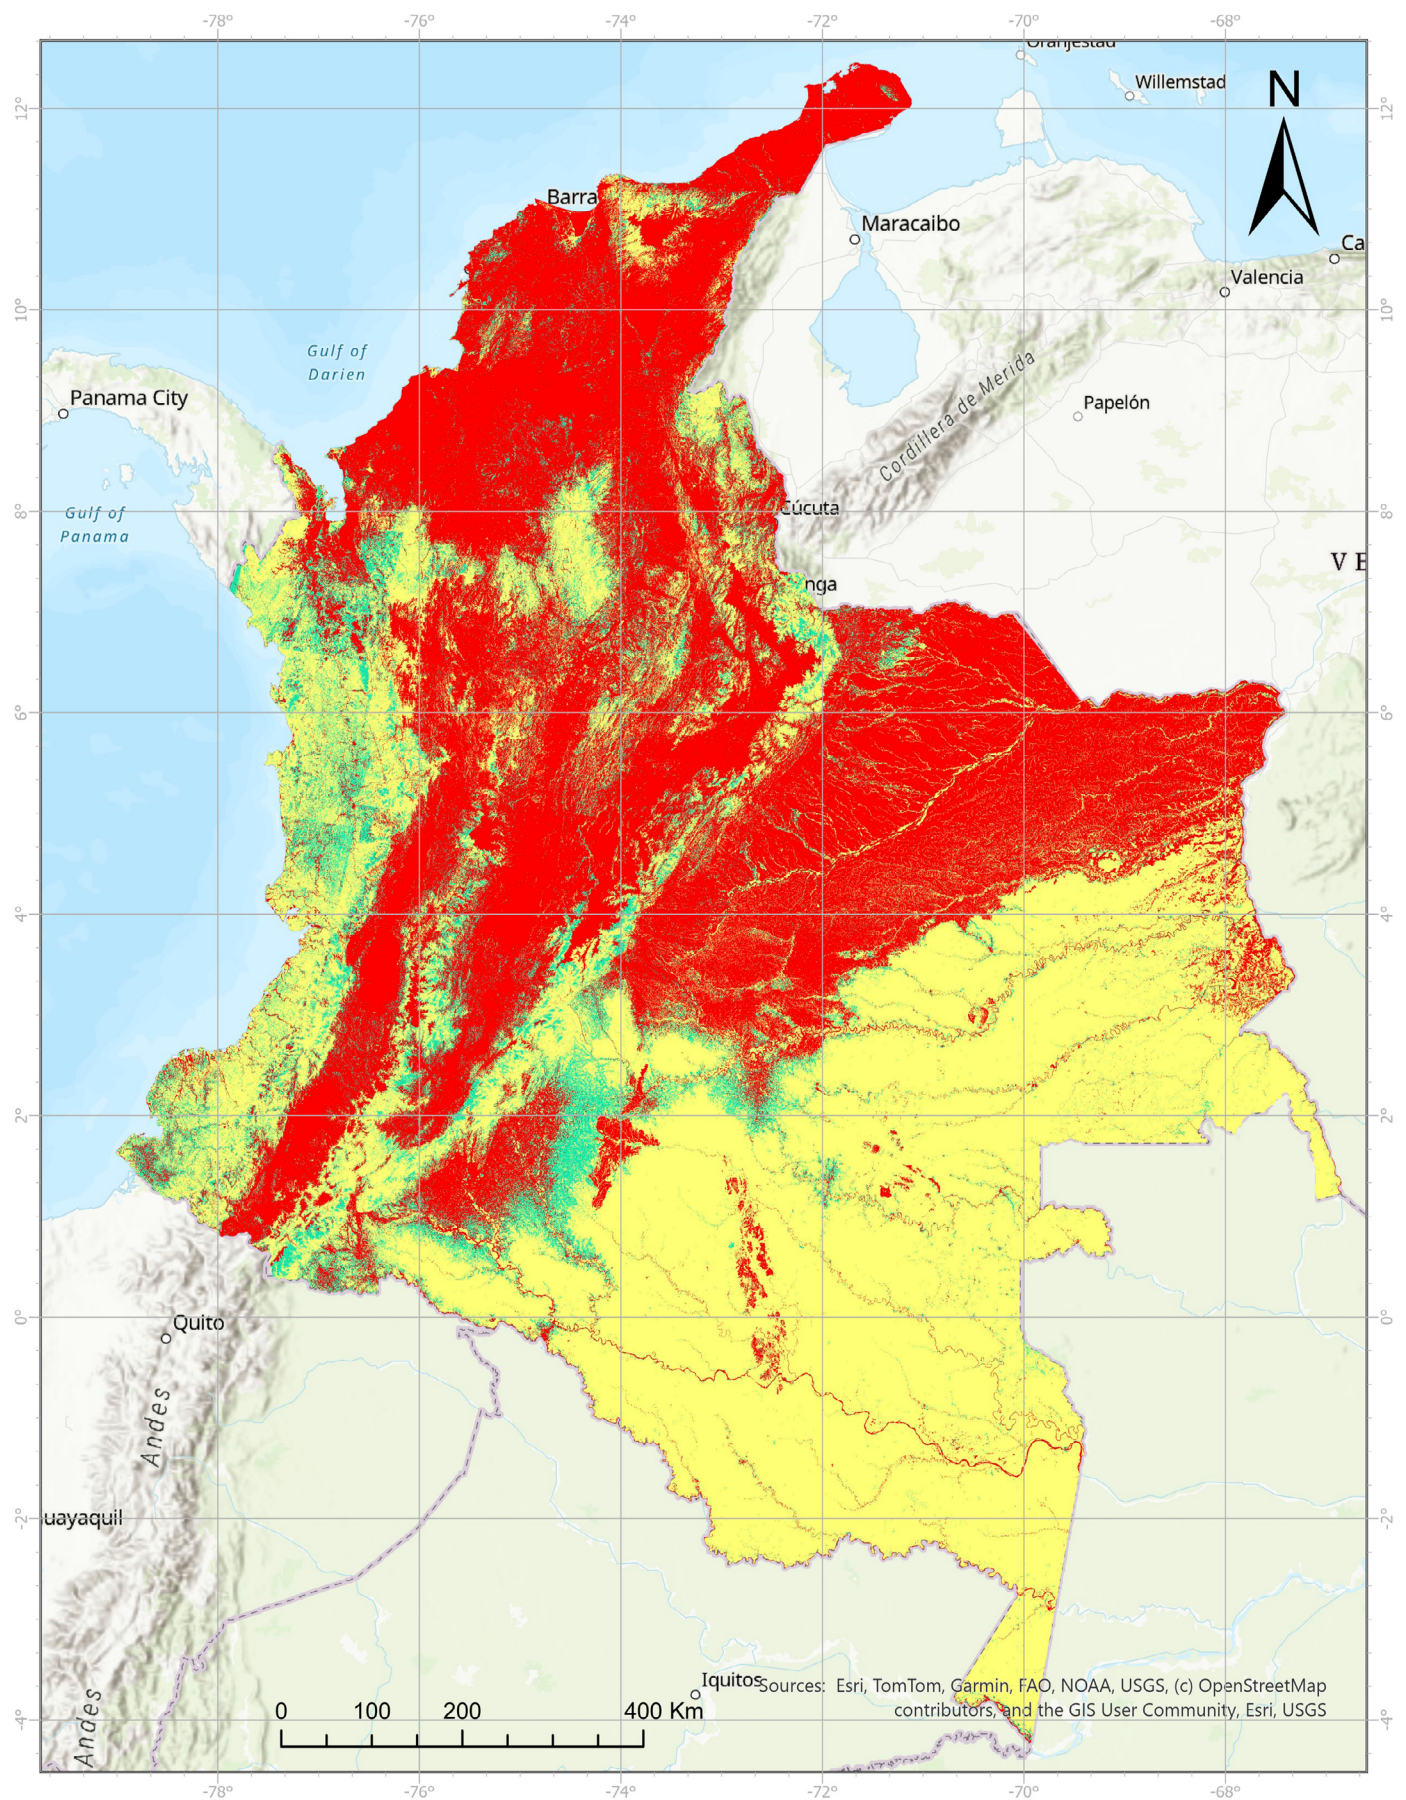 -78° -76° -74° -72° -70° -68°
Oranjestad
Willemstad
N
12° 12°
Barra
Maracaibo
Ca
Valencia
10° 10°
Gulf of
Darien
Cordillera de Merida
Panama City
Papelón
8° 8°
Gulf of
Panama
Cúcuta
V E
nga
6° 6°
4° 4°
2° 2°
0° 0°
Quito
Andes
-2° -2°
uayaquil
Iquitos
Sources: Esri, TomTom, Garmin, FAO, NOAA, USGS, (c) OpenStreetMap
contributors, and the GIS User Community, Esri, USGS
0 100 200 400 Km
-4° -4°
Andes
-78° -76° -74° -72° -70° -68°